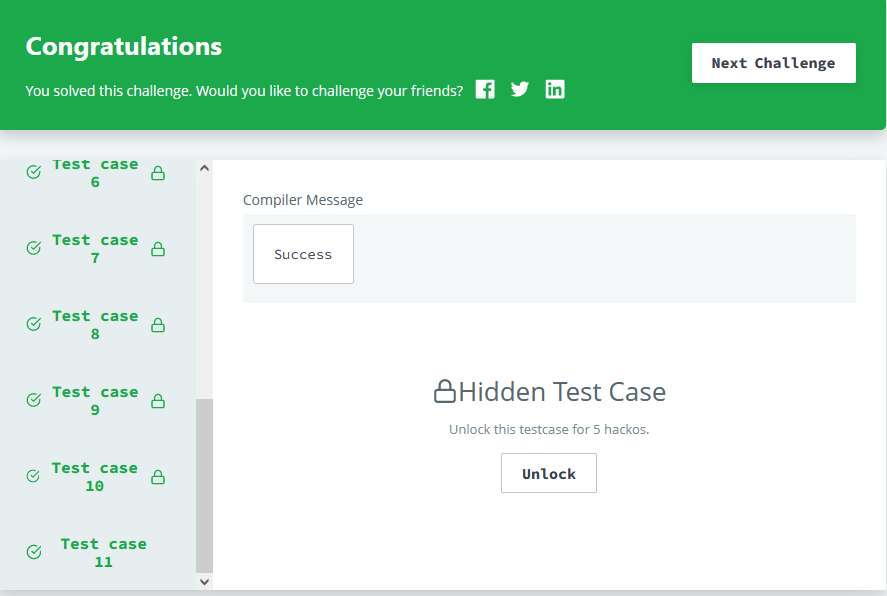 Congratulations
You solved this challenge. Would you like to challenge your friends?
Next Challenge
Test case
6
Test case
7
Test case
8
Test case
9
Test case
10
Test case
11
Compiler Message
Success
Hidden Test Case
Unlock this testcase for 5 hackos.
Unlock